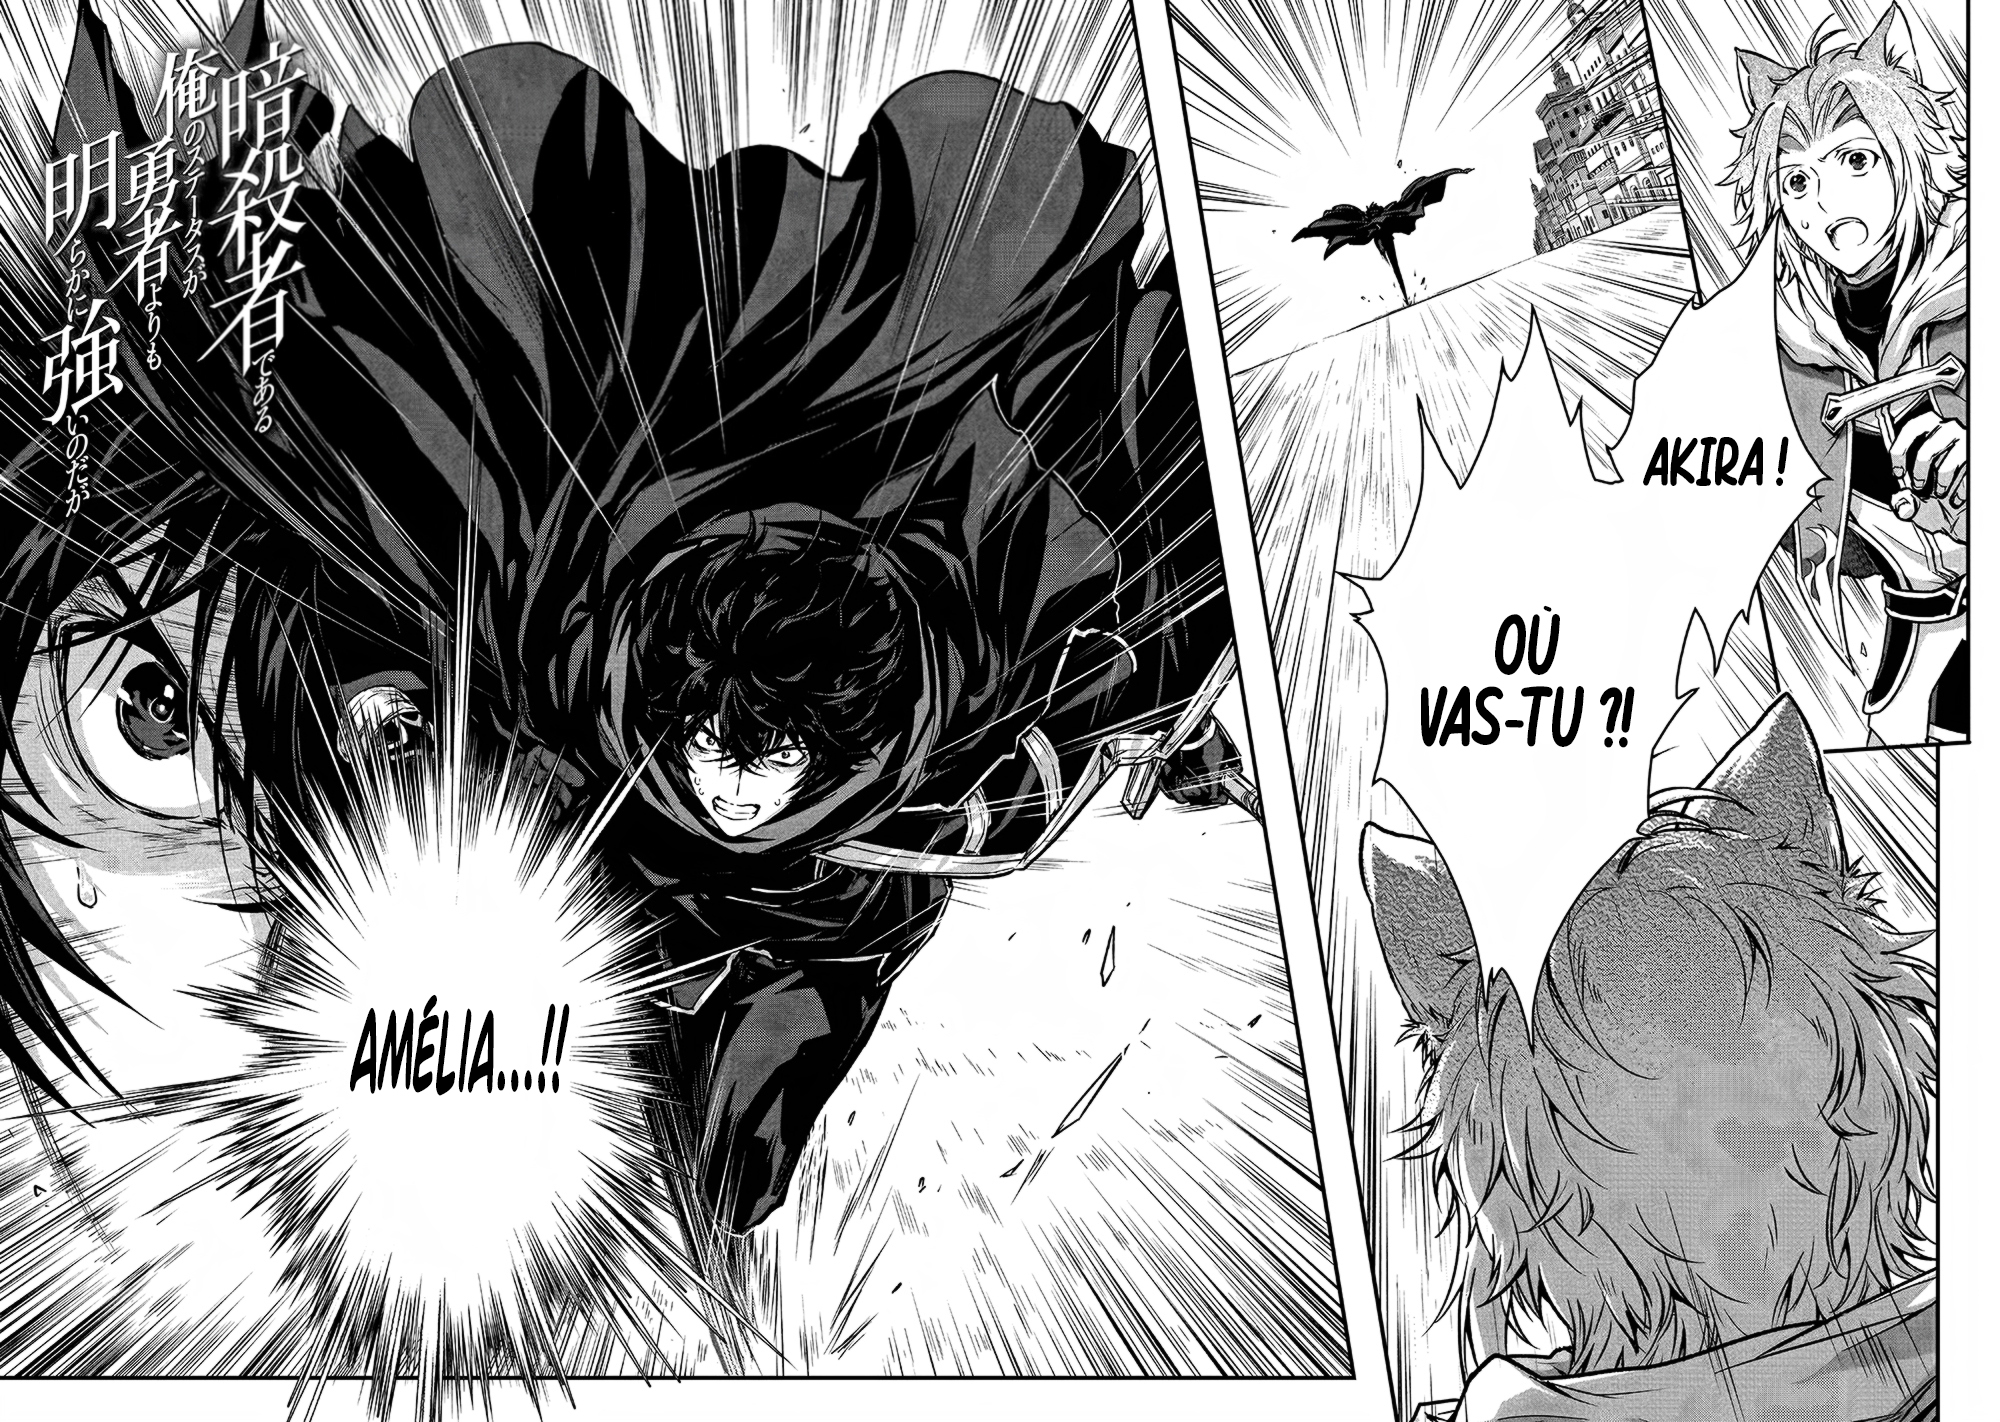 AKIRA !
OÙ
VAS-TU ?!
AMÉLIA...!!
暗殺者である
俺のステータスが
勇者よりも
明らかに強いのだが